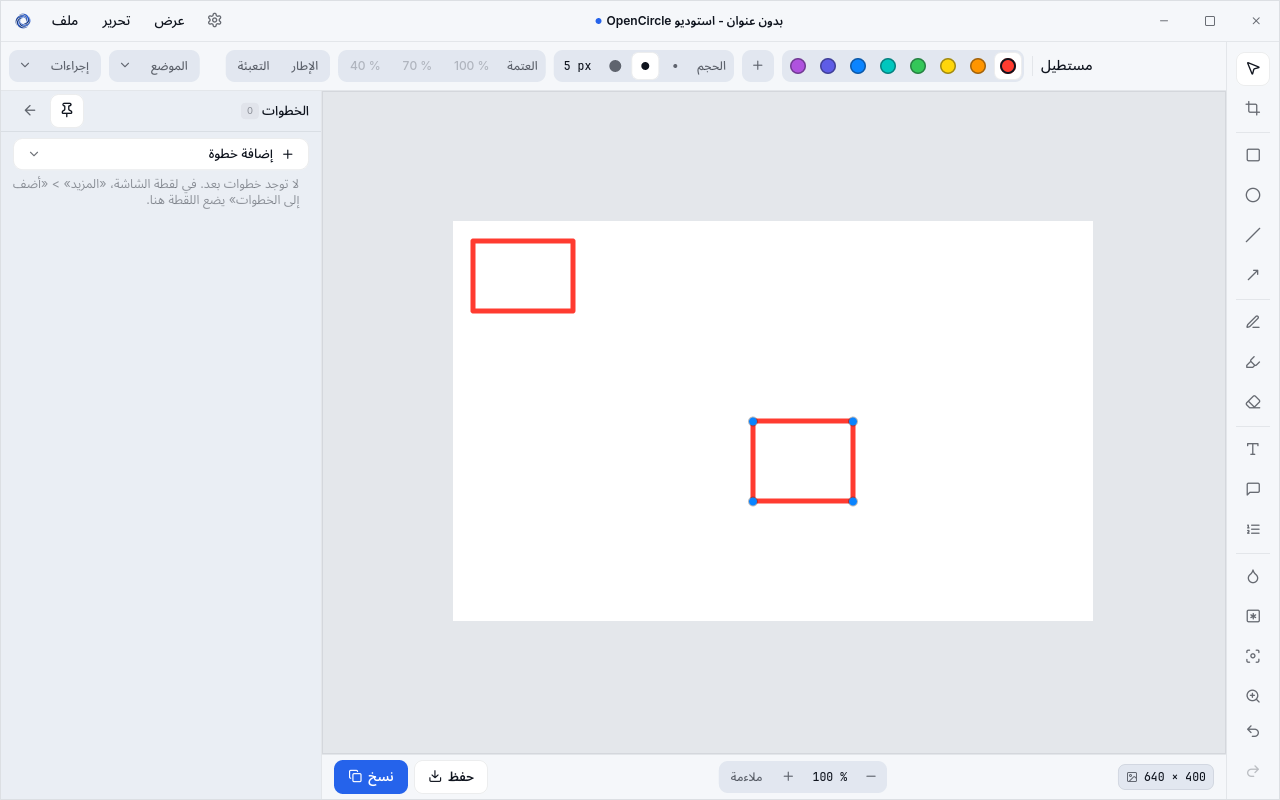 ملف
تحرير
عرض
بدون عنوان - استوديو OpenCircle
مستطيل
الحجم
5 px
العتمة
100 %
70 %
40 %
الإطار
التعبئة
الموضع
إجراءات
الخطوات
0
إضافة خطوة
لا توجد خطوات بعد. في لقطة الشاشة، «المزيد» > «أضف
إلى الخطوات» يضع اللقطة هنا.
640 × 400
100 %
ملاءمة
حفظ
نسخ